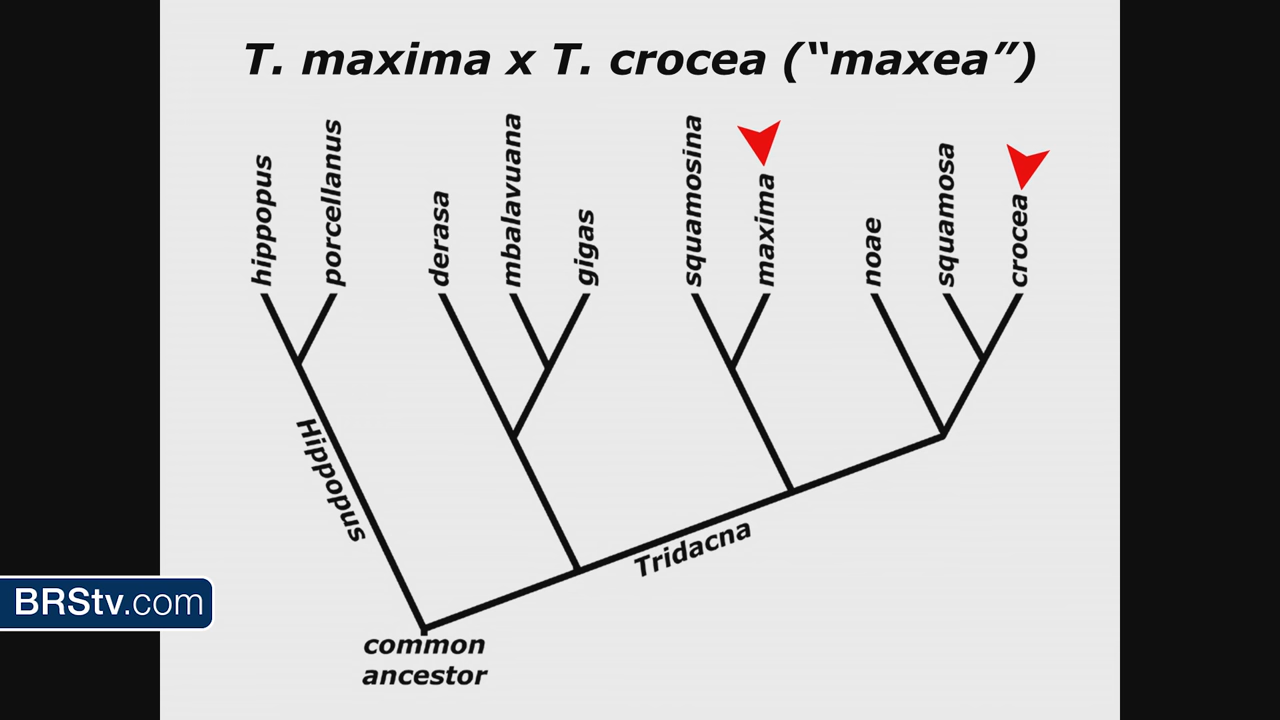 T. maxima x T. crocea (“maxea”)
hippopus
porcellanus
derasa
mbalavuana
gigas
squamosina
maxima
noae
squamosa
crocea
Hippopus
Tridacna
BRStv.com
common
ancestor